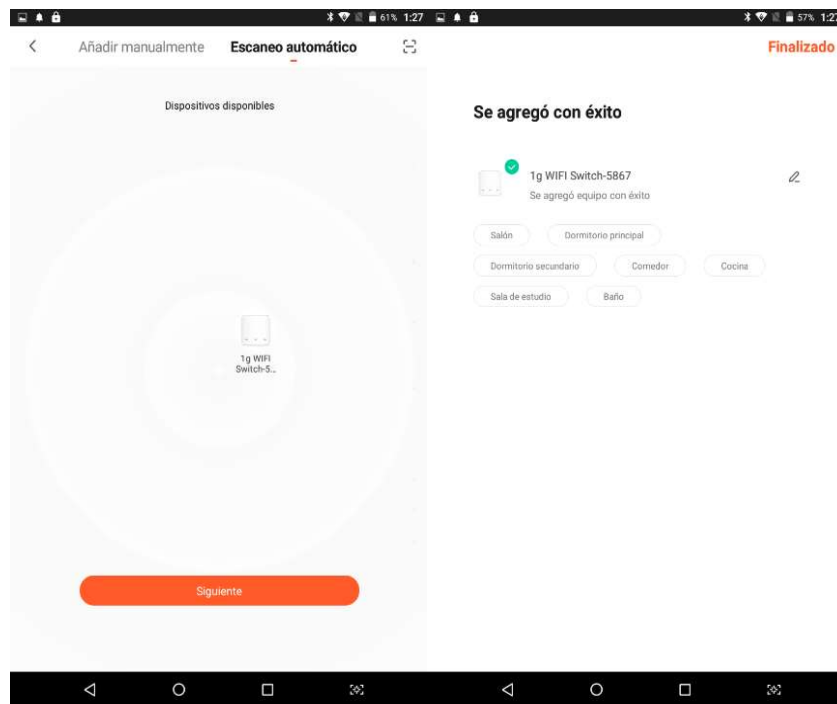 61% 1:27
Añadir manualmente Escaneo automático
Dispositivos disponibles
1g WIFI
Switch-5...
Siguiente
57% 1:27
Finalizado
Se agregó con éxito
1g WIFI Switch-5867
Se agregó equipo con éxito
Salón Dormitorio principal
Dormitorio secundario Comedor Cocina
Sala de estudio Baño